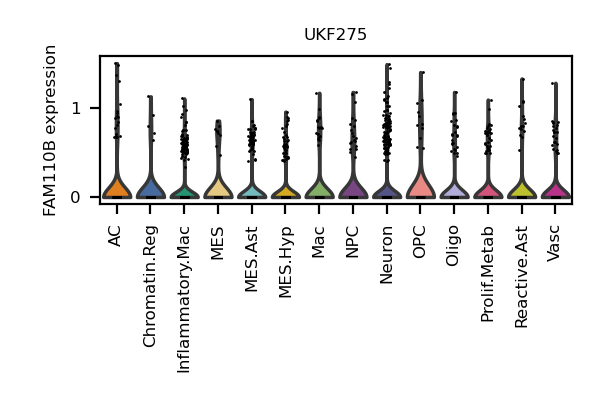 UKF275
FAM110B expression
1
0
AC
Chromatin.Reg
Inflammatory.Mac
MES
MES.Ast
MES.Hyp
Mac
NPC
Neuron
OPC
Oligo
Prolif.Metab
Reactive.Ast
Vasc